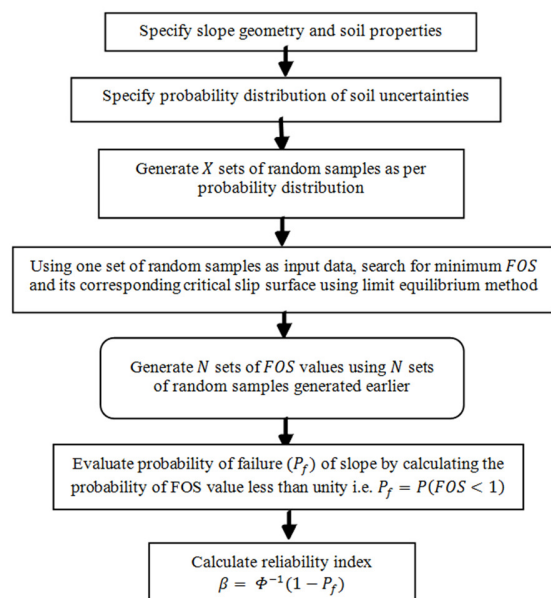 Specify slope geometry and soil properties
Specify probability distribution of soil uncertainties
Generate X sets of random samples as per
probability distribution
Using one set of random samples as input data, search for minimum FOS
and its corresponding critical slip surface using limit equilibrium method
Generate N sets of FOS values using N sets
of random samples generated earlier
Evaluate probability of failure (P_f) of slope by calculating the
probability of FOS value less than unity i.e. P_f = P(FOS < 1)
Calculate reliability index
β = Φ⁻¹(1 − P_f)